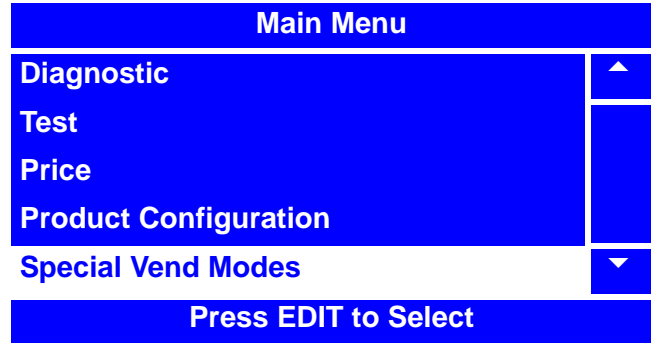 Main Menu
Diagnostic
Test
Price
Product Configuration
Special Vend Modes
Press EDIT to Select